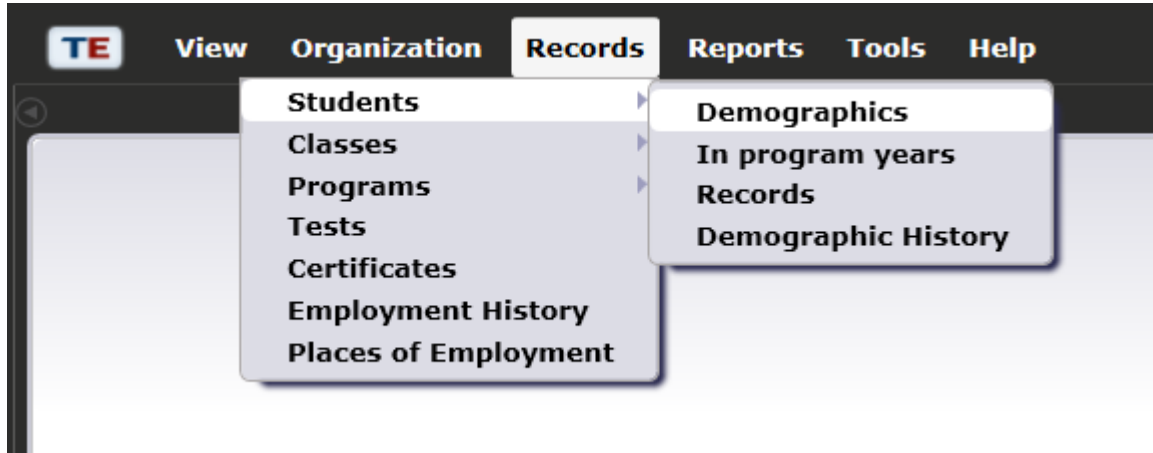 TE View Organization Records Reports Tools Help
Students
Classes
Programs
Tests
Certificates
Employment History
Places of Employment
Demographics
In program years
Records
Demographic History